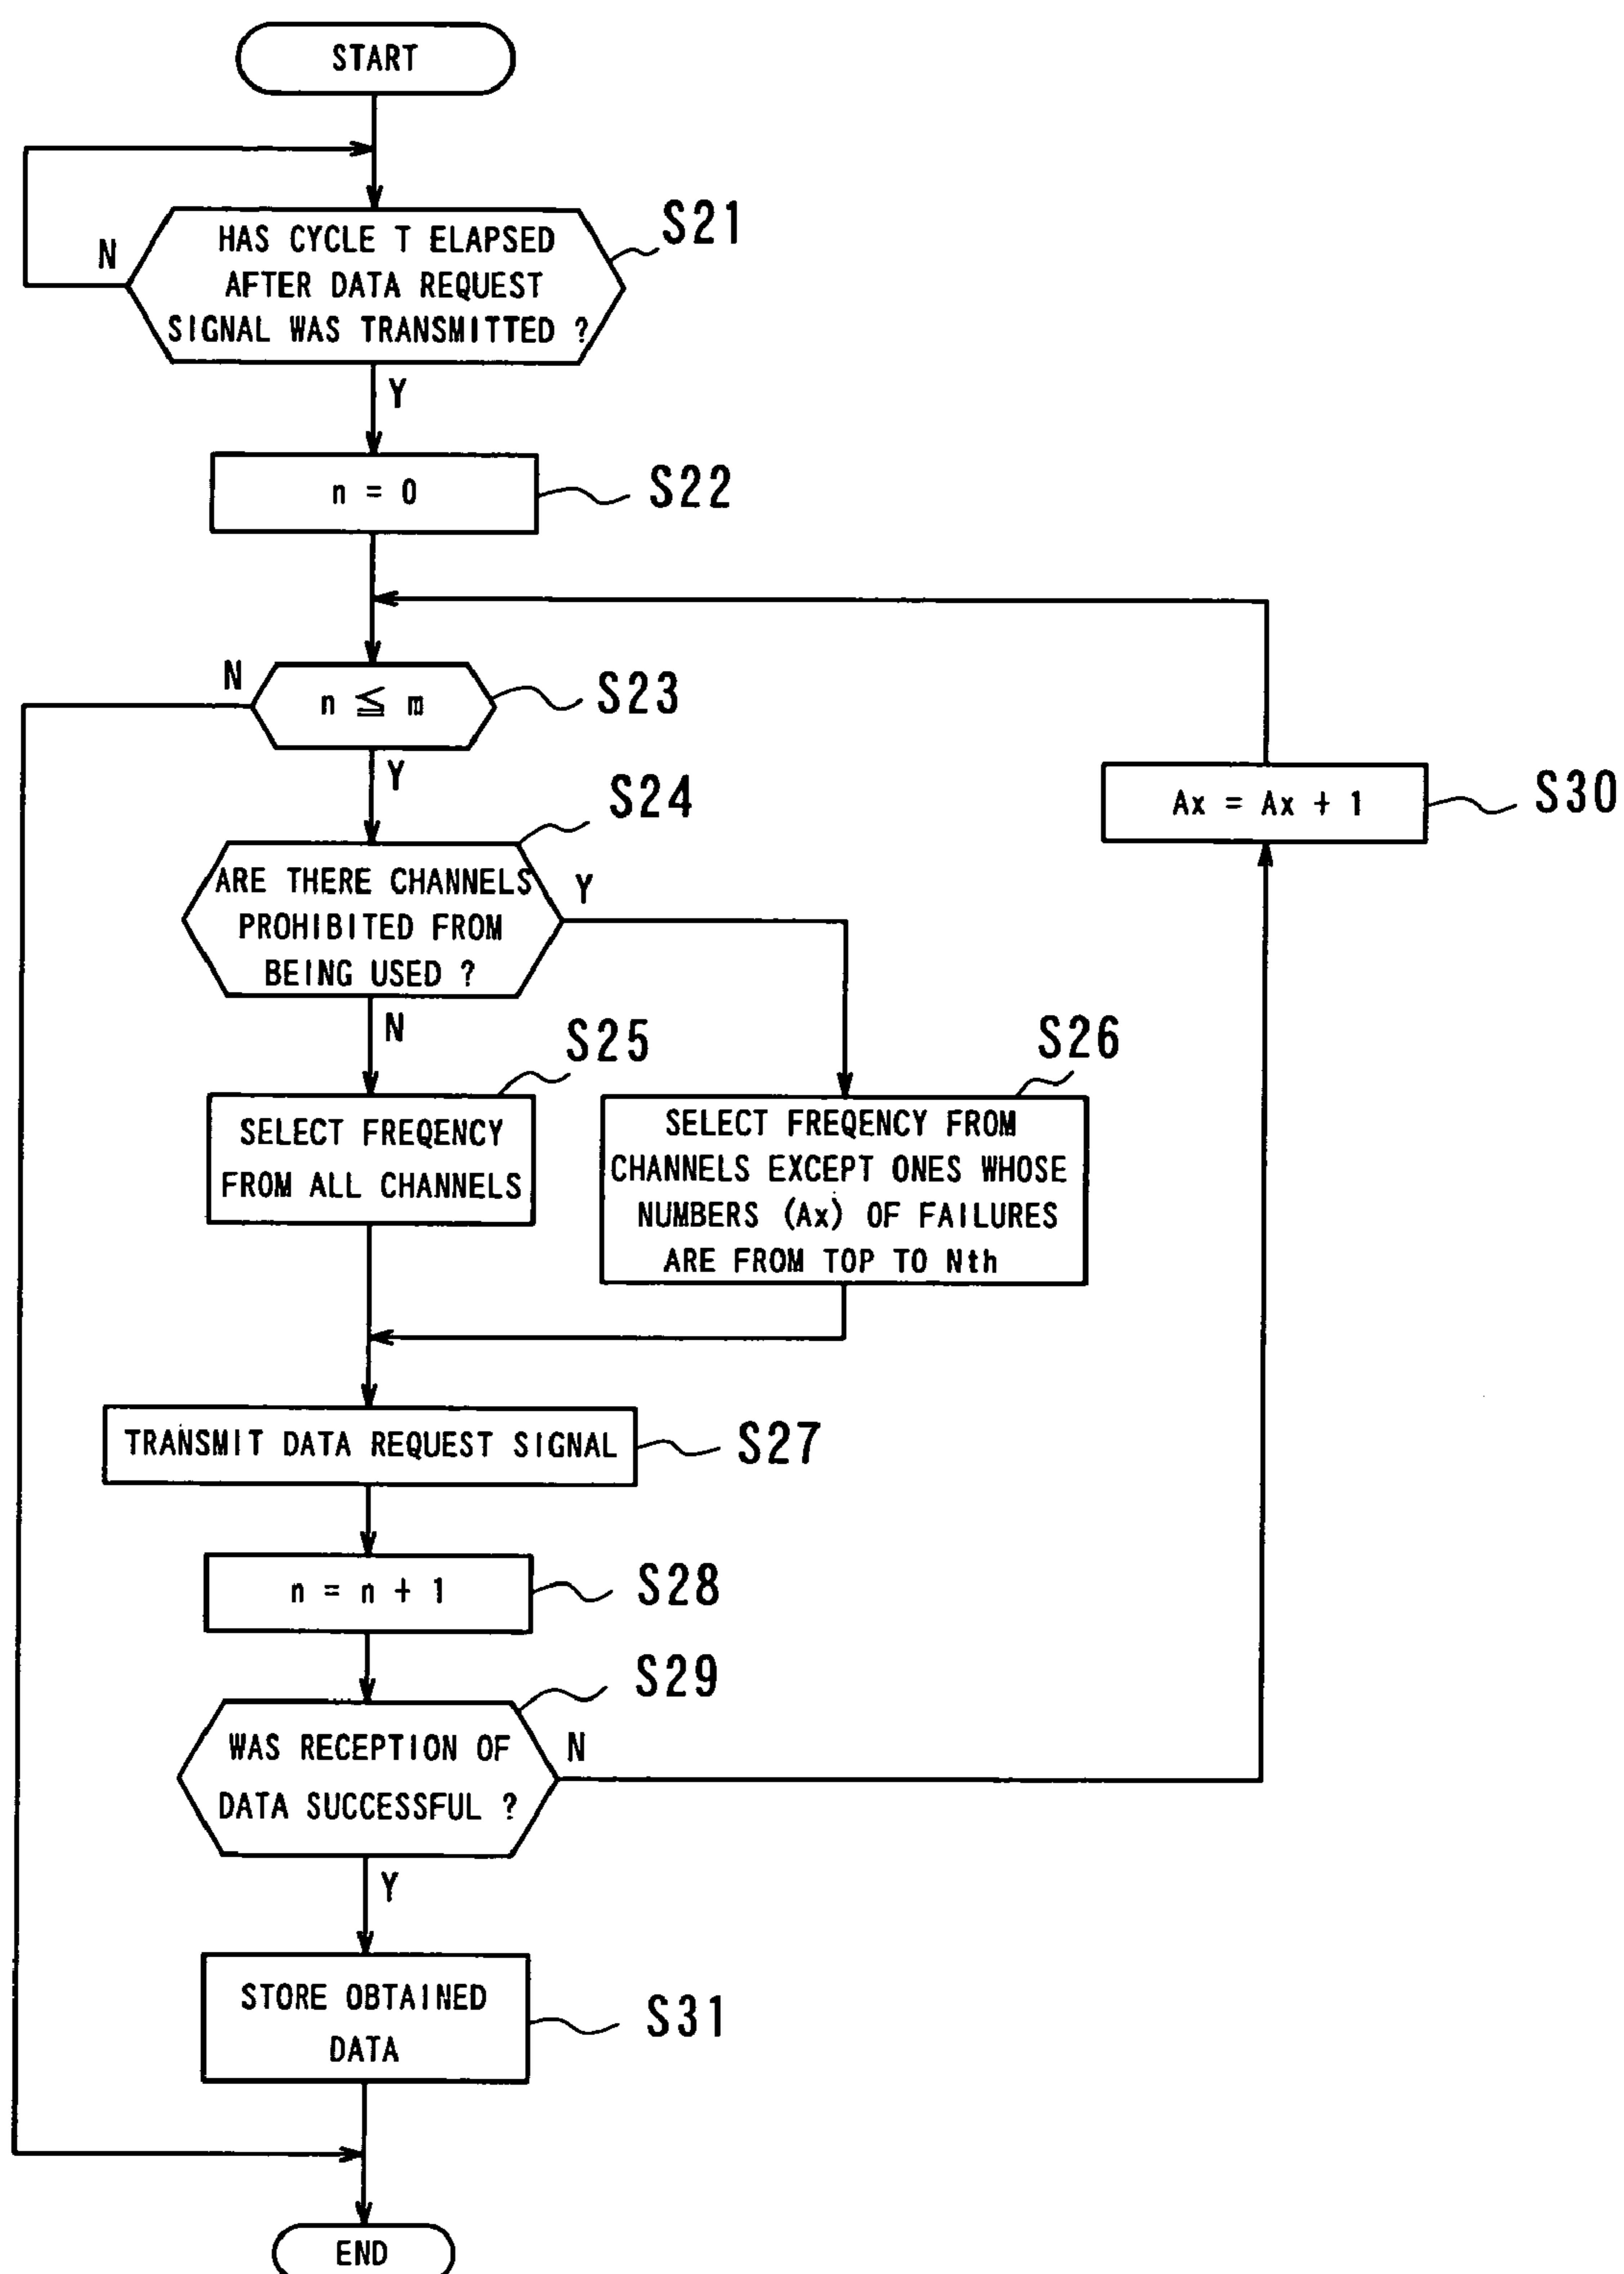 START
HAS CYCLE T ELAPSED
AFTER DATA REQUEST
SIGNAL WAS TRANSMITTED ?
S21
N
Y
n = 0
S22
n ≦ m
S23
N
Y
Ax = Ax + 1
S30
ARE THERE CHANNELS
PROHIBITED FROM
BEING USED ?
S24
Y
N
SELECT FREQENCY
FROM ALL CHANNELS
S25
SELECT FREQENCY FROM
CHANNELS EXCEPT ONES WHOSE
NUMBERS (Ax) OF FAILURES
ARE FROM TOP TO Nth
S26
TRANSMIT DATA REQUEST SIGNAL
S27
n = n + 1
S28
WAS RECEPTION OF
DATA SUCCESSFUL ?
S29
N
Y
STORE OBTAINED
DATA
S31
END